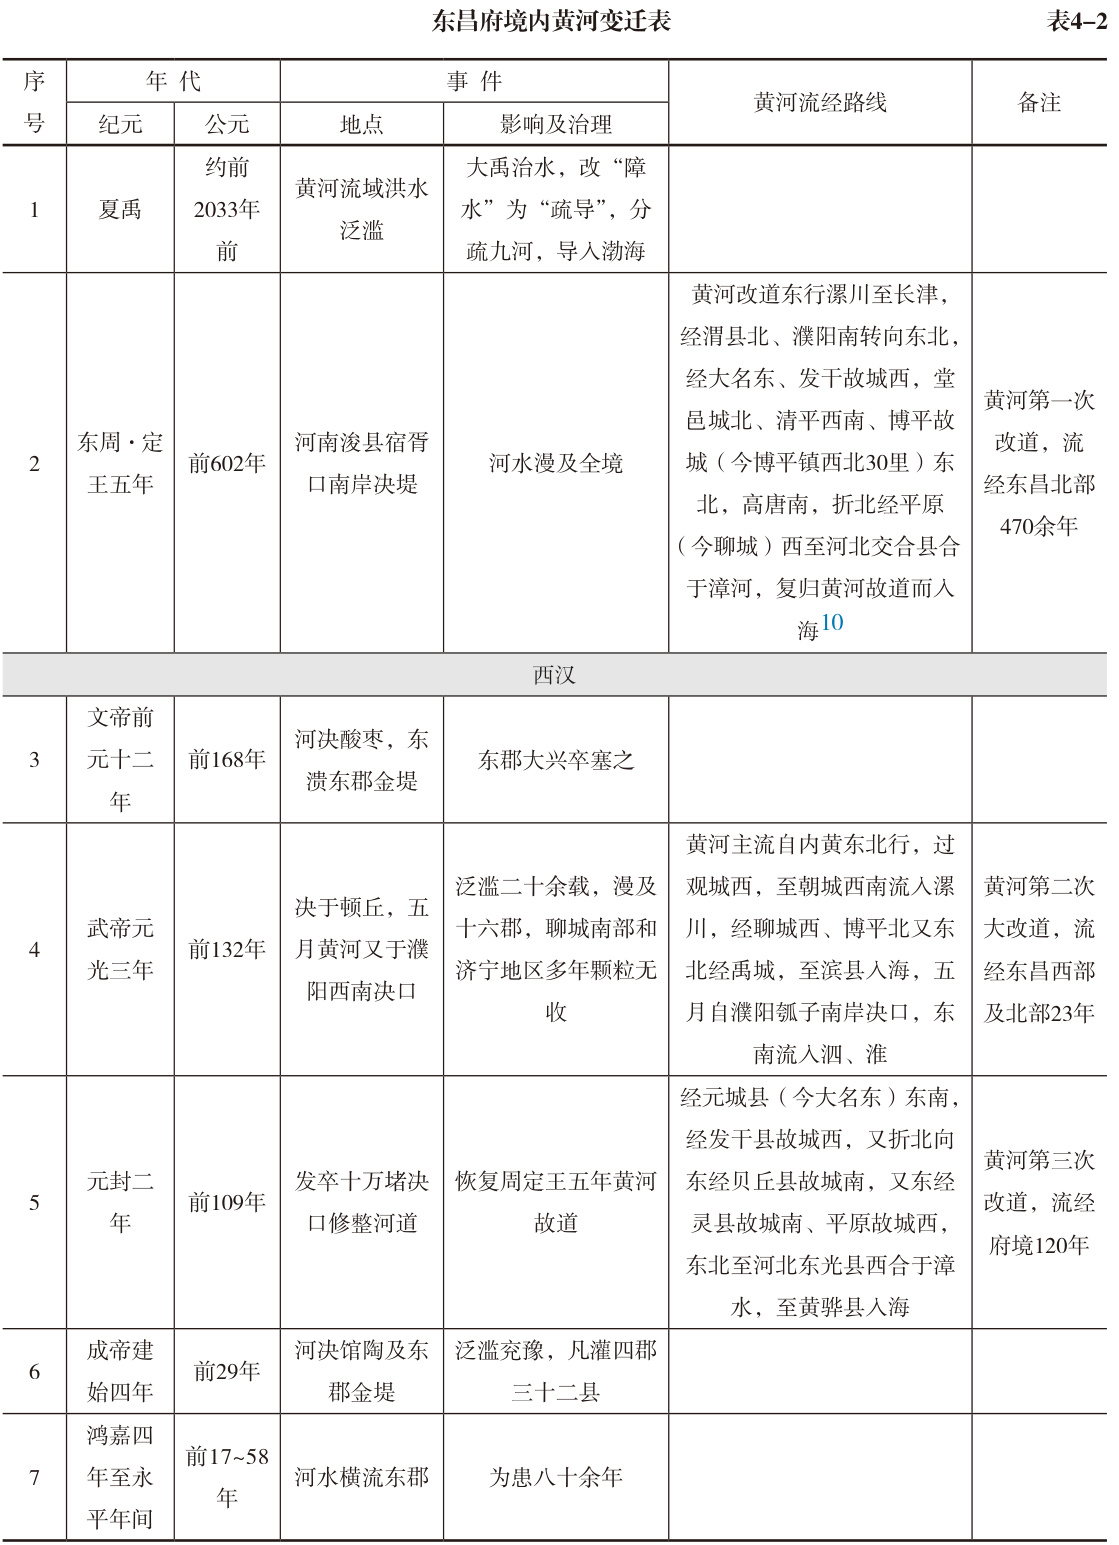 东昌府境内黄河变迁表
表4-2
序号
年 代
事 件
黄河流经路线
备注
纪元
公元
地点
影响及治理
1
夏禹
约前
2033年
前
黄河流域洪水
泛滥
大禹治水，改“障
水”为“疏导”，分
疏九河，导入渤海
2
东周·定
王五年
前602年
河南浚县宿胥
口南岸决堤
河水漫及全境
黄河改道东行漯川至长津，
经渭县北、濮阳南转向东北，
经大名东、发干故城西，堂
邑城北、清平西南、博平故
城（今博平镇西北30里）东
北，高唐南，折北经平原
（今聊城）西至河北交合县合
于漳河，复归黄河故道而入
海10
黄河第一次
改道，流
经东昌北部
470余年
西汉
3
文帝前
元十二
年
前168年
河决酸枣，东
溃东郡金堤
东郡大兴卒塞之
4
武帝元
光三年
前132年
决于顿丘，五
月黄河又于濮
阳西南决口
泛滥二十余载，漫及
十六郡，聊城南部和
济宁地区多年颗粒无
收
黄河主流自内黄东北行，过
观城西，至朝城西南流入漯
川，经聊城西、博平北又东
北经禹城，至滨县入海，五
月自濮阳瓠子南岸决口，东
南流入泗、淮
黄河第二次
大改道，流
经东昌西部
及北部23年
5
元封二
年
前109年
发卒十万堵决
口修整河道
恢复周定王五年黄河
故道
经元城县（今大名东）东南，
经发干县故城西，又折北向
东经贝丘县故城南，又东经
灵县故城南、平原故城西，
东北至河北东光县西合于漳
水，至黄骅县入海
黄河第三次
改道，流经
府境120年
6
成帝建
始四年
前29年
河决馆陶及东
郡金堤
泛滥兖豫，凡灌四郡
三十二县
7
鸿嘉四
年至永
平年间
前17~58
年
河水横流东郡
为患八十余年